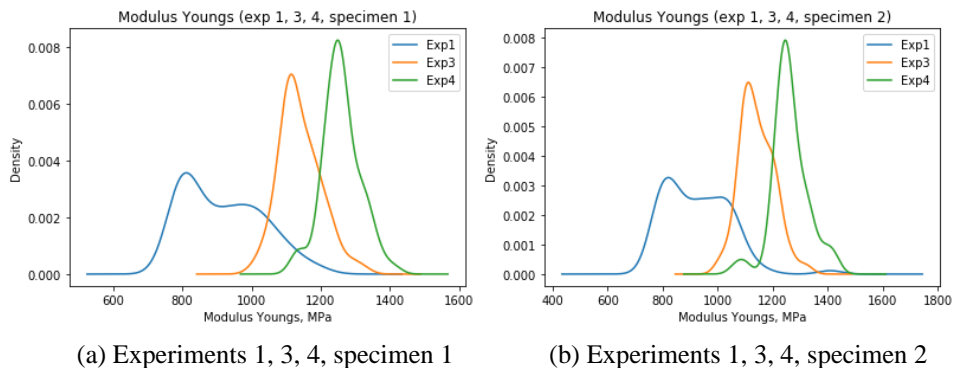 Modulus Youngs (exp 1, 3, 4, specimen 1)
0.008
0.006
0.004
0.002
0.000
Density
Exp1
Exp3
Exp4
600 800 1000 1200 1400 1600
Modulus Youngs, MPa
(a) Experiments 1, 3, 4, specimen 1
Modulus Youngs (exp 1, 3, 4, specimen 2)
0.008
0.007
0.006
0.005
0.004
0.003
0.002
0.001
0.000
Density
Exp1
Exp3
Exp4
400 600 800 1000 1200 1400 1600 1800
Modulus Youngs, MPa
(b) Experiments 1, 3, 4, specimen 2